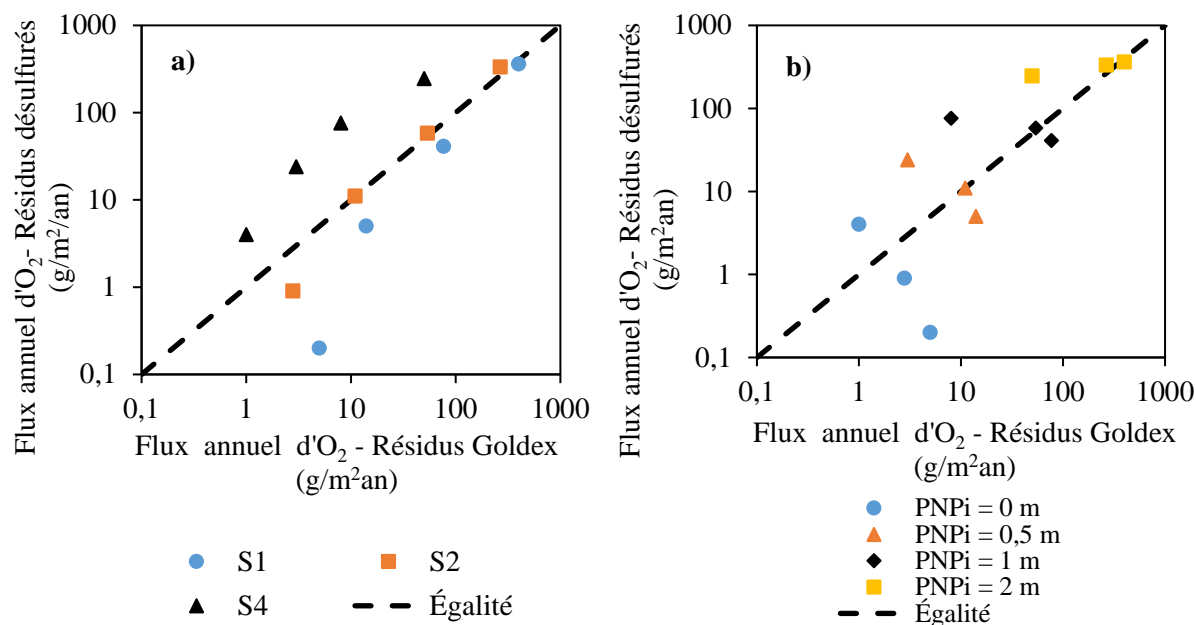 Flux annuel d'O2- Résidus désulfurés
(g/m2/an)
1000
100
10
1
0,1
a)
0,1
1
10
100
1000
Flux annuel d'O2 - Résidus Goldex
(g/m2an)
S1
S2
S4
Égalité
Flux annuel d'O2- Résidus désulfurés
(g/m2an)
1000
100
10
1
0,1
b)
0,1
1
10
100
1000
Flux annuel d'O2 - Résidus Goldex
(g/m2an)
PNPi = 0 m
PNPi = 0,5 m
PNPi = 1 m
PNPi = 2 m
Égalité